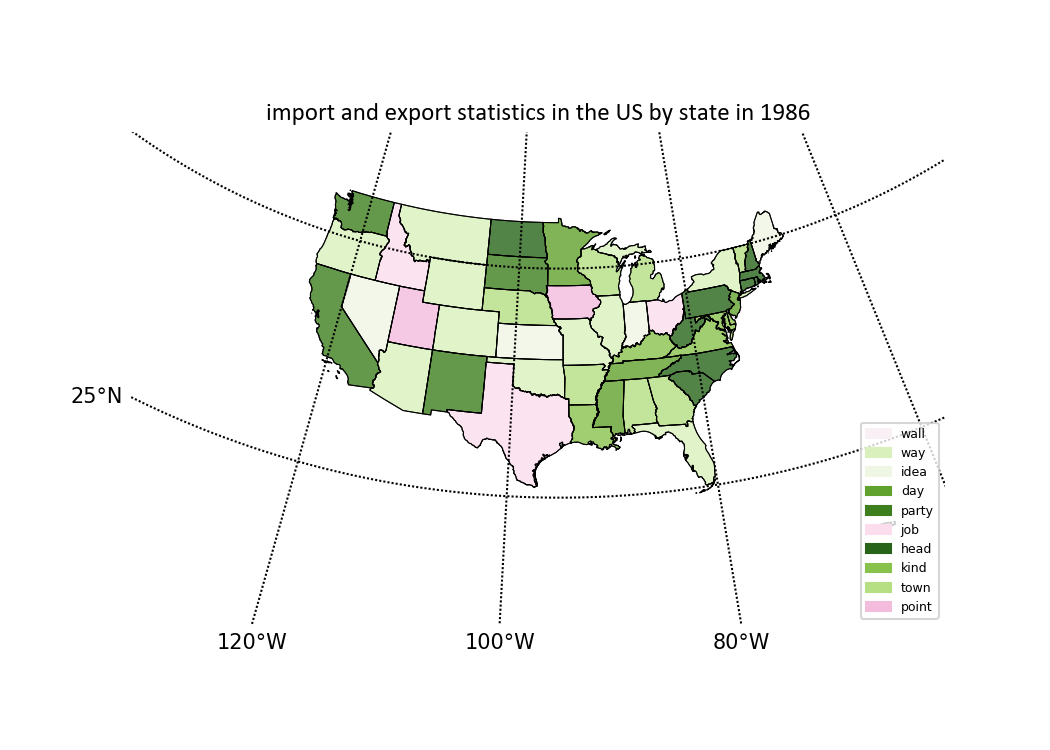 import and export statistics in the US by state in 1986
25°N
wall
way
idea
day
party
job
head
kind
town
point
120°W
100°W
80°W